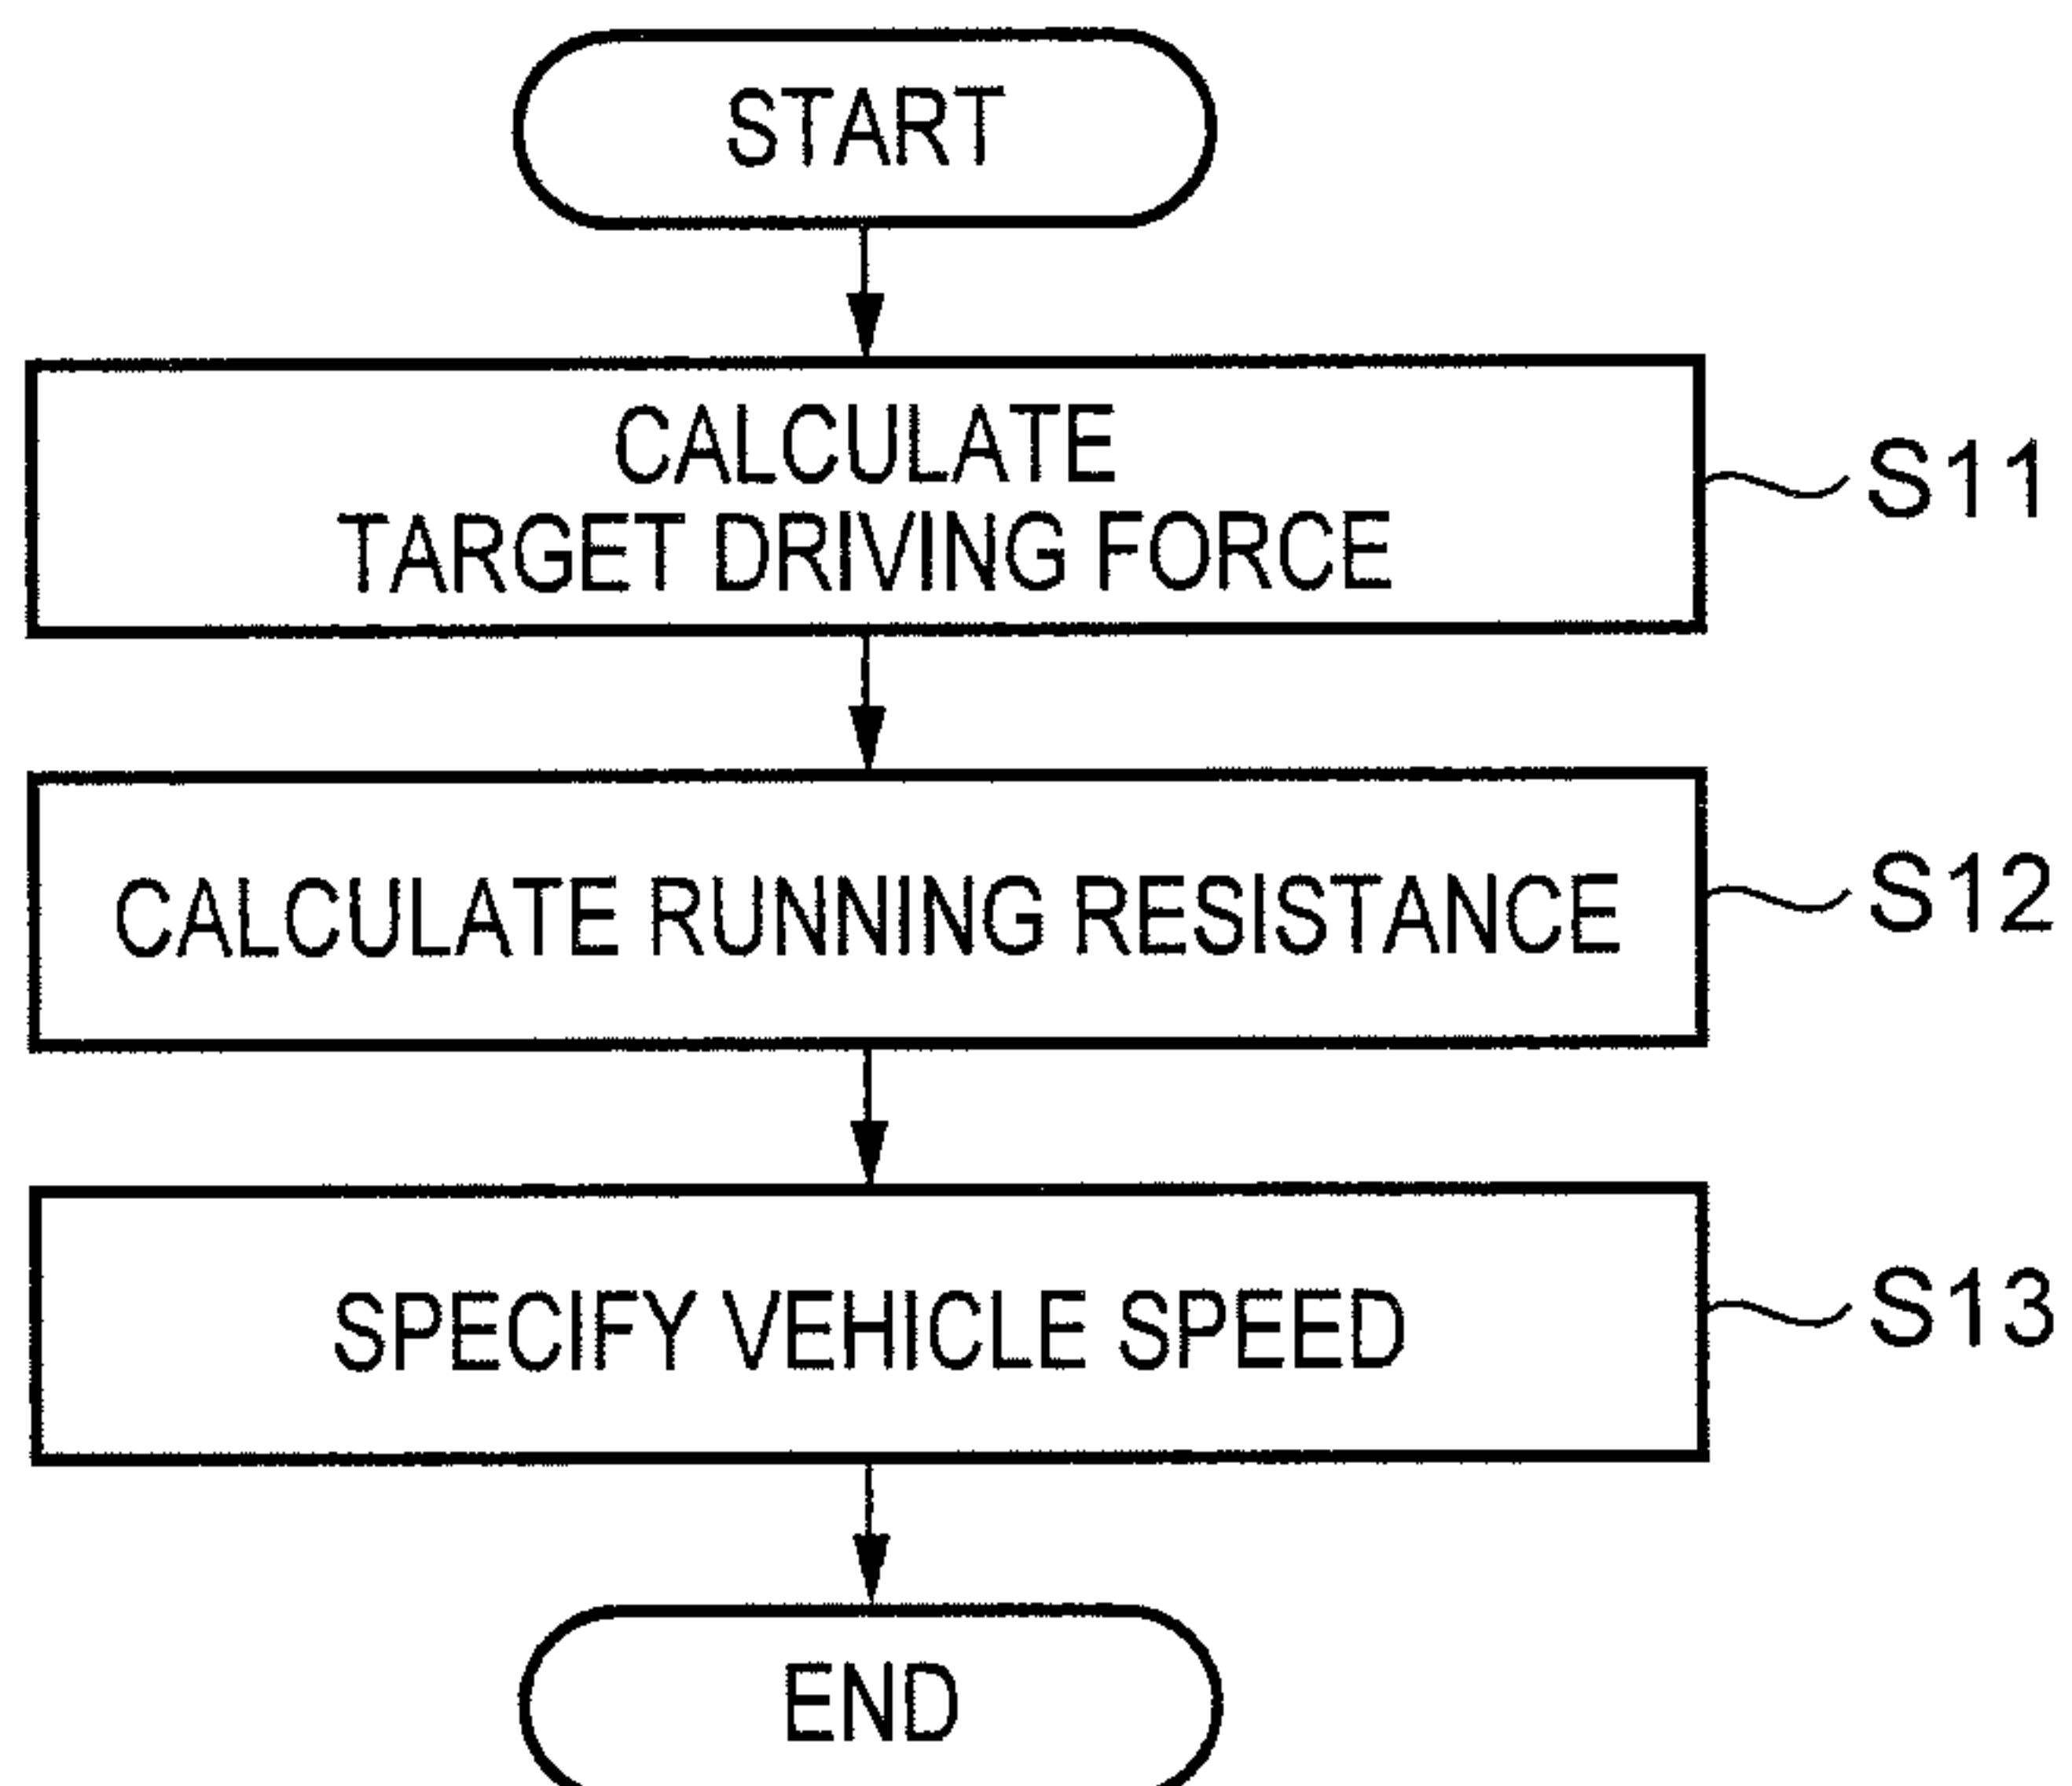 START
CALCULATE
TARGET DRIVING FORCE
S11
CALCULATE RUNNING RESISTANCE
S12
SPECIFY VEHICLE SPEED
S13
END